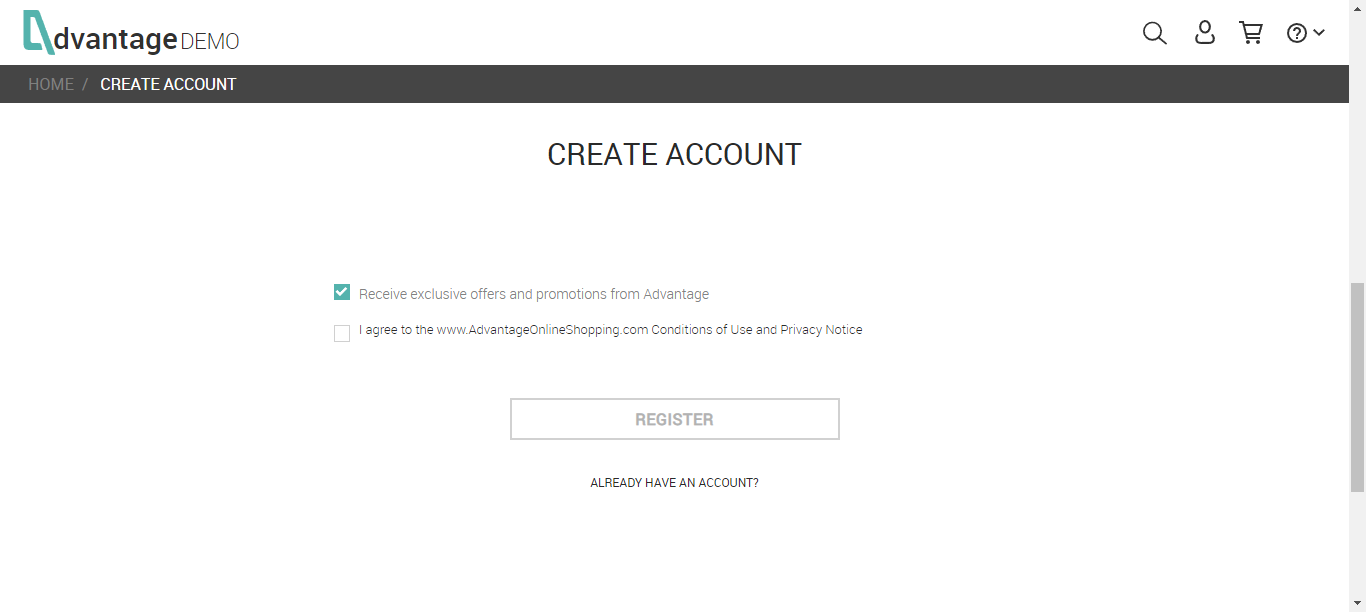 dvantage DEMO
HOME / CREATE ACCOUNT
CREATE ACCOUNT
Receive exclusive offers and promotions from Advantage
I agree to the www.AdvantageOnlineShopping.com Conditions of Use and Privacy Notice
REGISTER
ALREADY HAVE AN ACCOUNT?